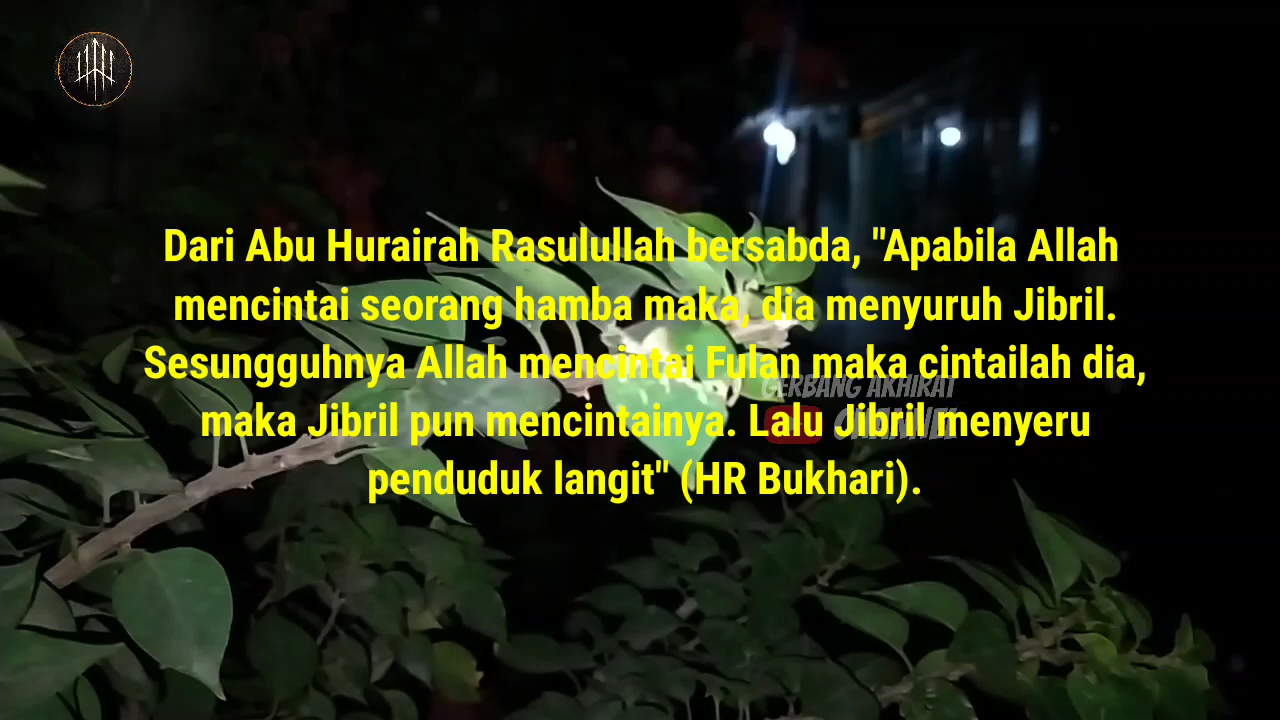 Dari Abu Hurairah Rasulullah bersabda, "Apabila Allah
mencintai seorang hamba maka, dia menyuruh Jibril.
Sesungguhnya Allah mencintai Fulan maka cintailah dia,
GERBANG AKHIRAT
maka Jibril pun mencintainya. Lalu Jibril menyeru
CHANNEL
penduduk langit" (HR Bukhari).